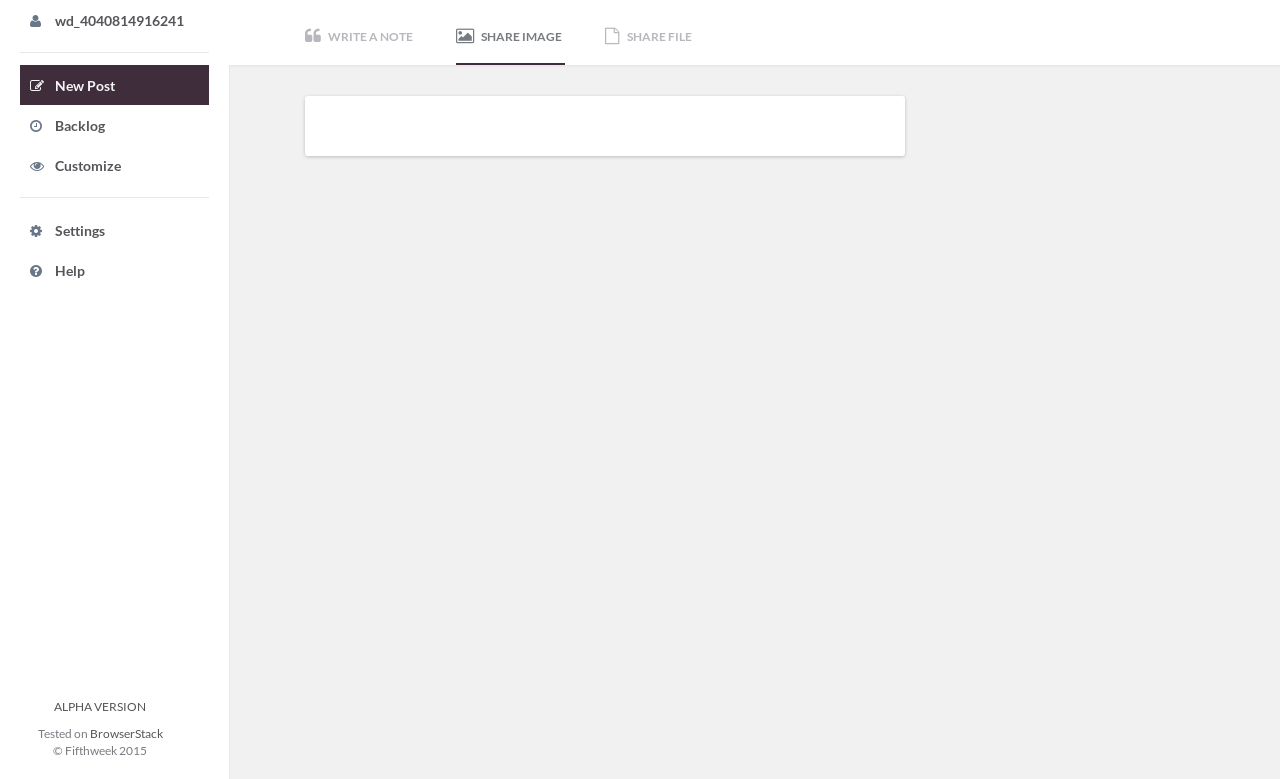 wd_4040814916241
New Post
Backlog
Customize
Settings
Help
ALPHA VERSION
Tested on BrowserStack
© Fifthweek 2015
WRITE A NOTE
SHARE IMAGE
SHARE FILE